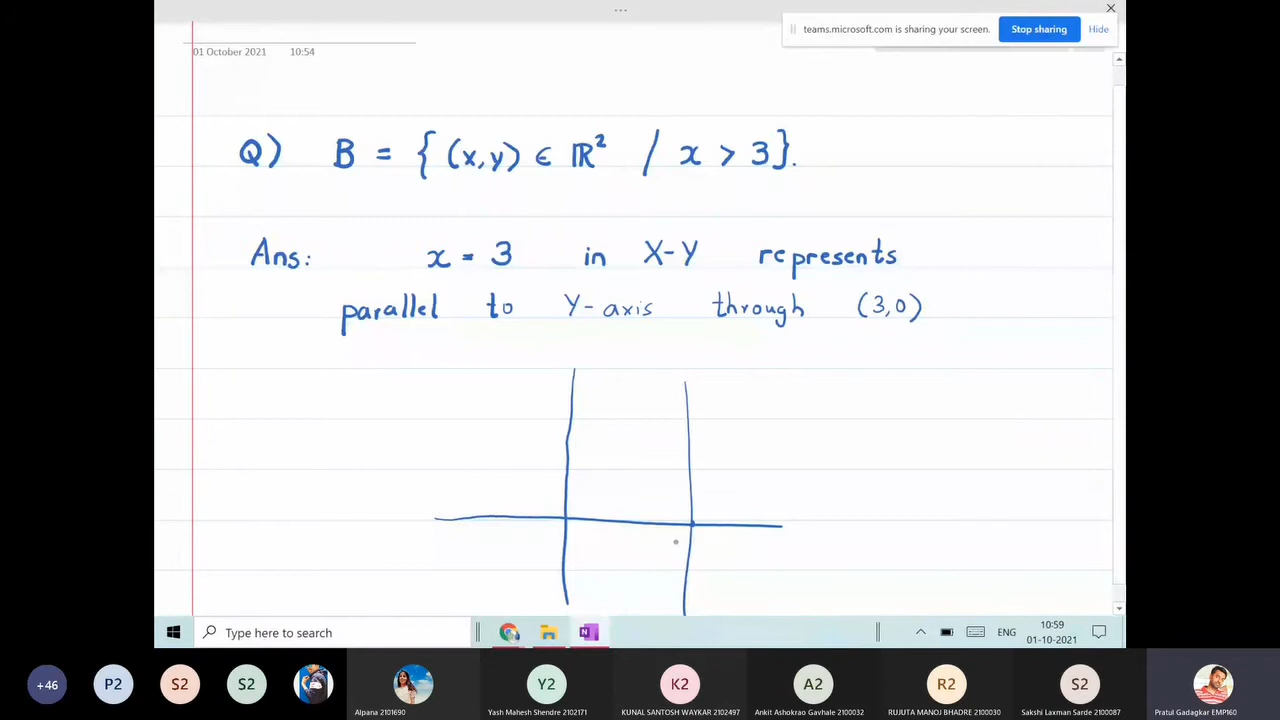 teams.microsoft.com is sharing your screen. Stop sharing Hide
01 October 2021 10:54
Q) B = { (x,y) ∈ ℝ² / x > 3}.
Ans: x = 3 in X-Y represents
parallel to Y-axis through (3,0)
Type here to search
ENG
10:59
01-10-2021
+46 P2 S2 S2 Y2 K2 A2 R2 S2
Alpana 2101690 Yash Mahesh Shendre 2102171 KUNAL SANTOSH WAYKAR 2102497 Ankit Ashokrao Gavhale 2100032 RUJUTA MANOJ BHADRE 2100030 Sakshi Laxman Sarde 2100087 Pratul Gadagkar EMP160